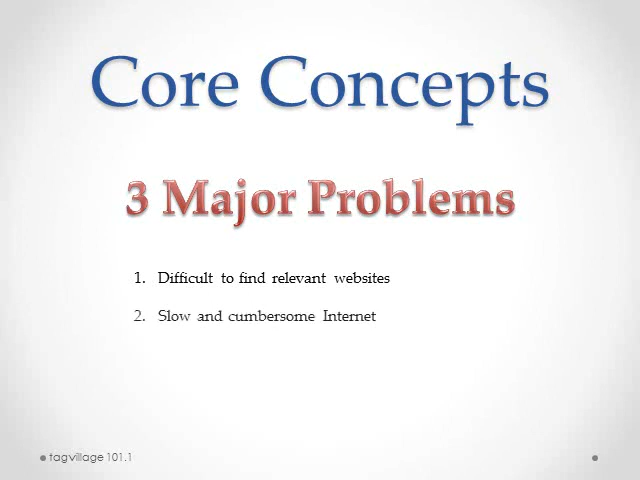 Core Concepts
3 Major Problems
1. Difficult to find relevant websites
2. Slow and cumbersome Internet
tagvillage 101.1